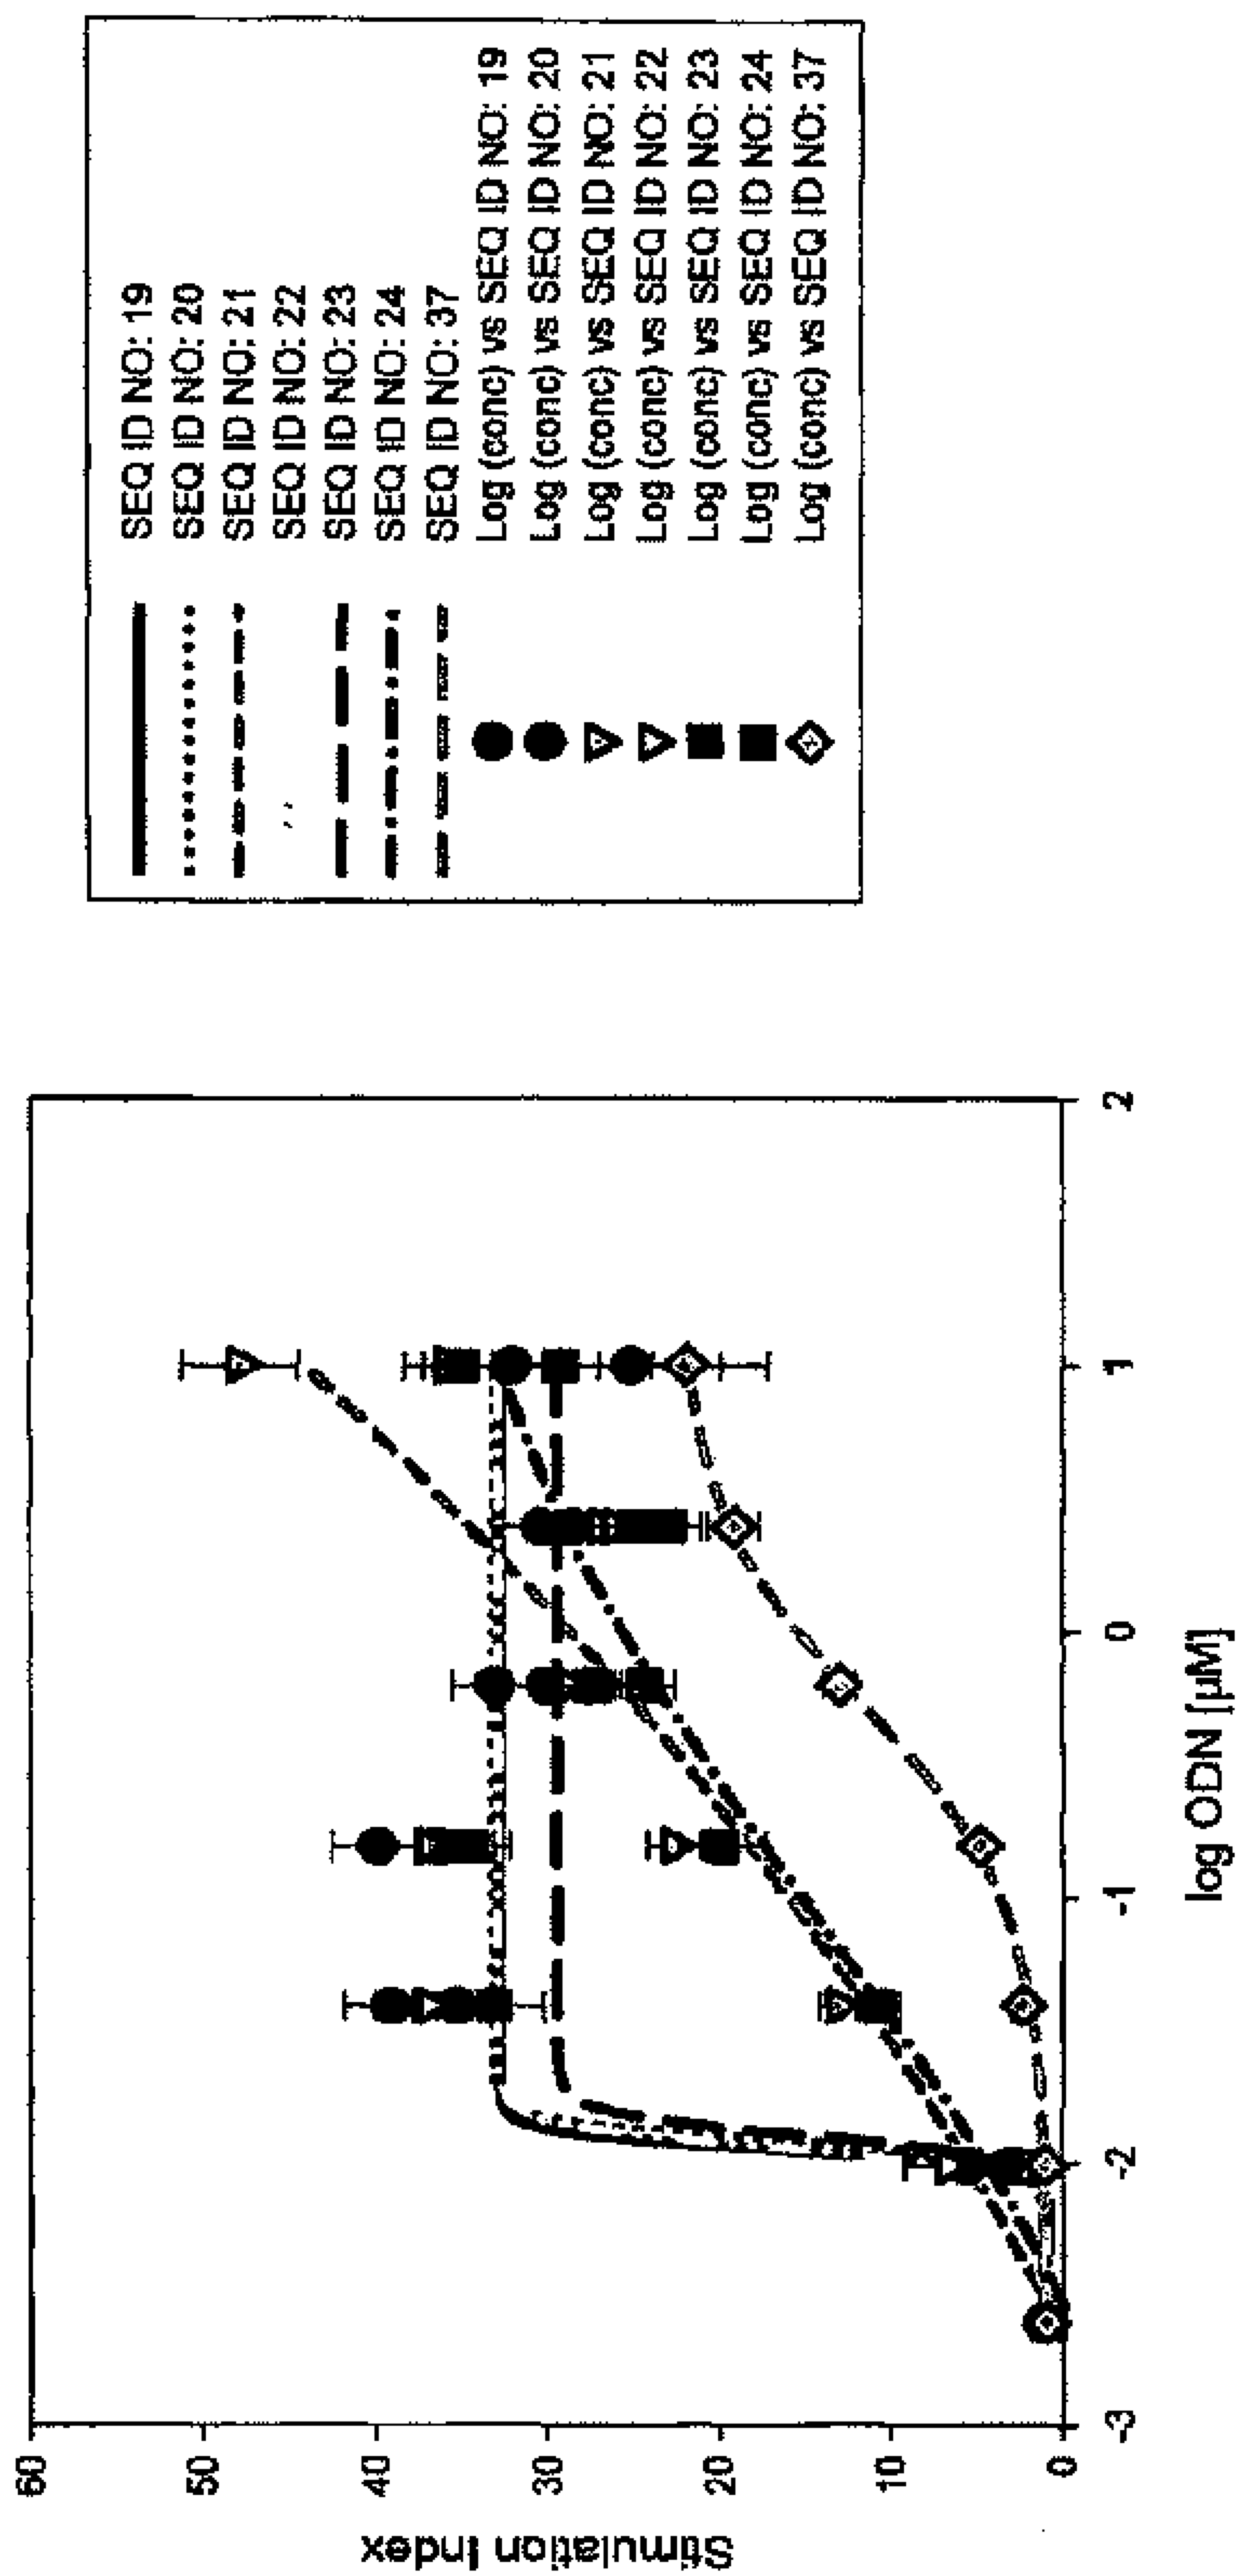 Stimulation Index
60
50
40
30
20
10
0
-3
-2
-1
0
1
2
log ODN [µM]
SEQ ID NO: 19
SEQ ID NO: 20
SEQ ID NO: 21
SEQ ID NO: 22
SEQ ID NO: 23
SEQ ID NO: 24
SEQ ID NO: 37
Log (conc) vs SEQ ID NO: 19
Log (conc) vs SEQ ID NO: 20
Log (conc) vs SEQ ID NO: 21
Log (conc) vs SEQ ID NO: 22
Log (conc) vs SEQ ID NO: 23
Log (conc) vs SEQ ID NO: 24
Log (conc) vs SEQ ID NO: 37